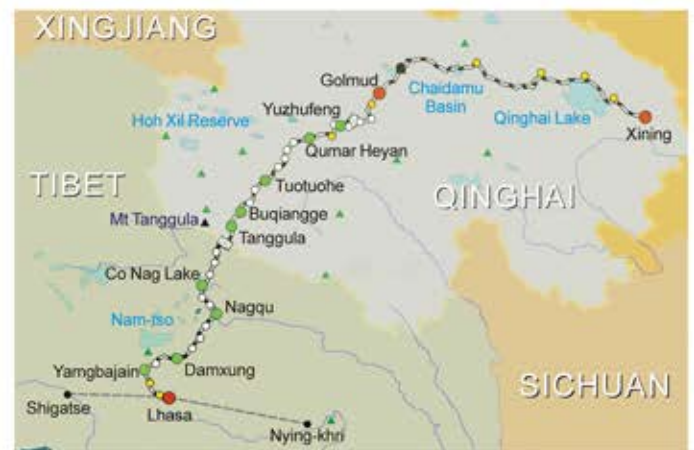 XINGJIANG
Golmud
Chaidamu
Basin
Yuzhufeng
Hoh Xil Reserve
Qinghai Lake
Xining
Qumar Heyan
TIBET
Tuotuohe
QINGHAI
Mt Tanggula
Buqiangge
Tanggula
Co Nag Lake
Nagqu
Nam-tso
Yamgbajain
Damxung
SICHUAN
Shigatse
Lhasa
Nying-khri